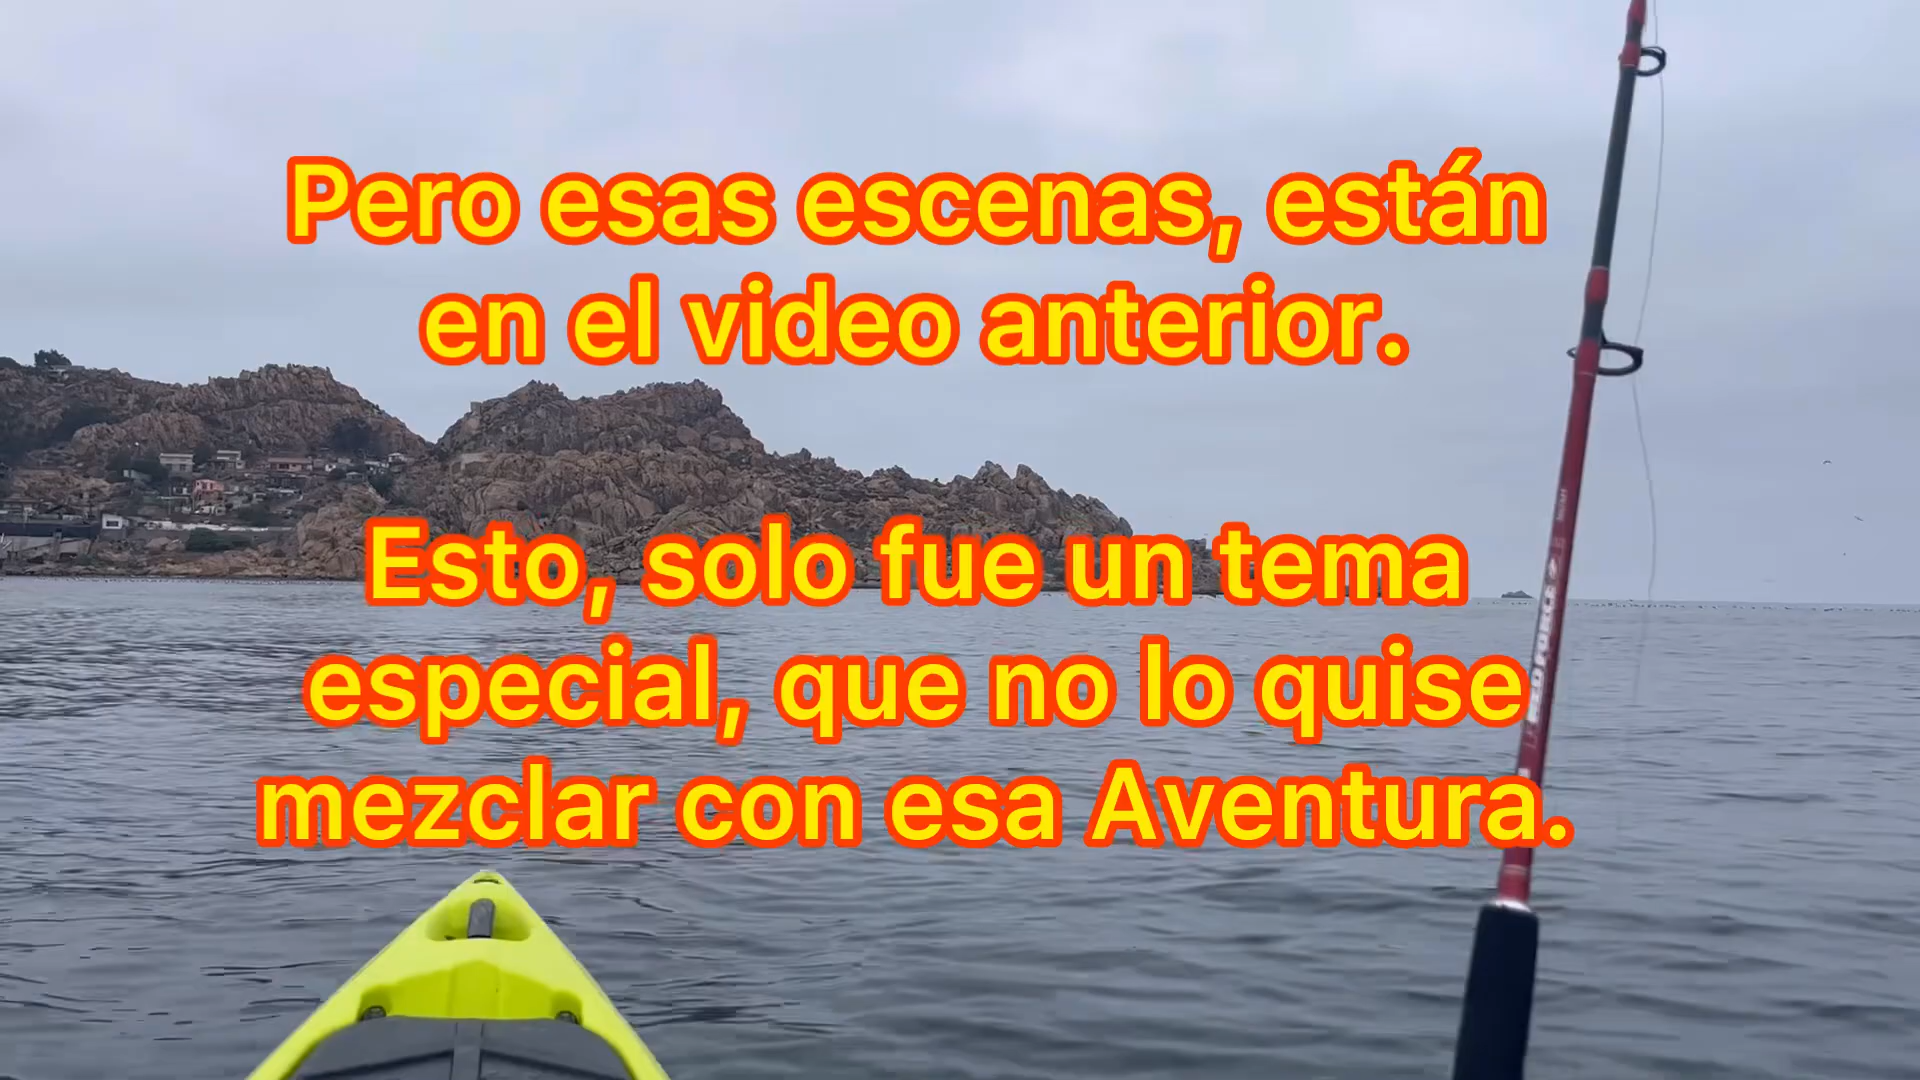 Pero esas escenas, están
en el video anterior.
Esto, solo fue un tema
especial, que no lo quise
mezclar con esa Aventura.